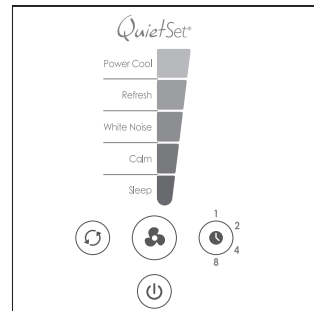 QuietSet®
Power Cool
Refresh
White Noise
Calm
Sleep
1
2
4
8